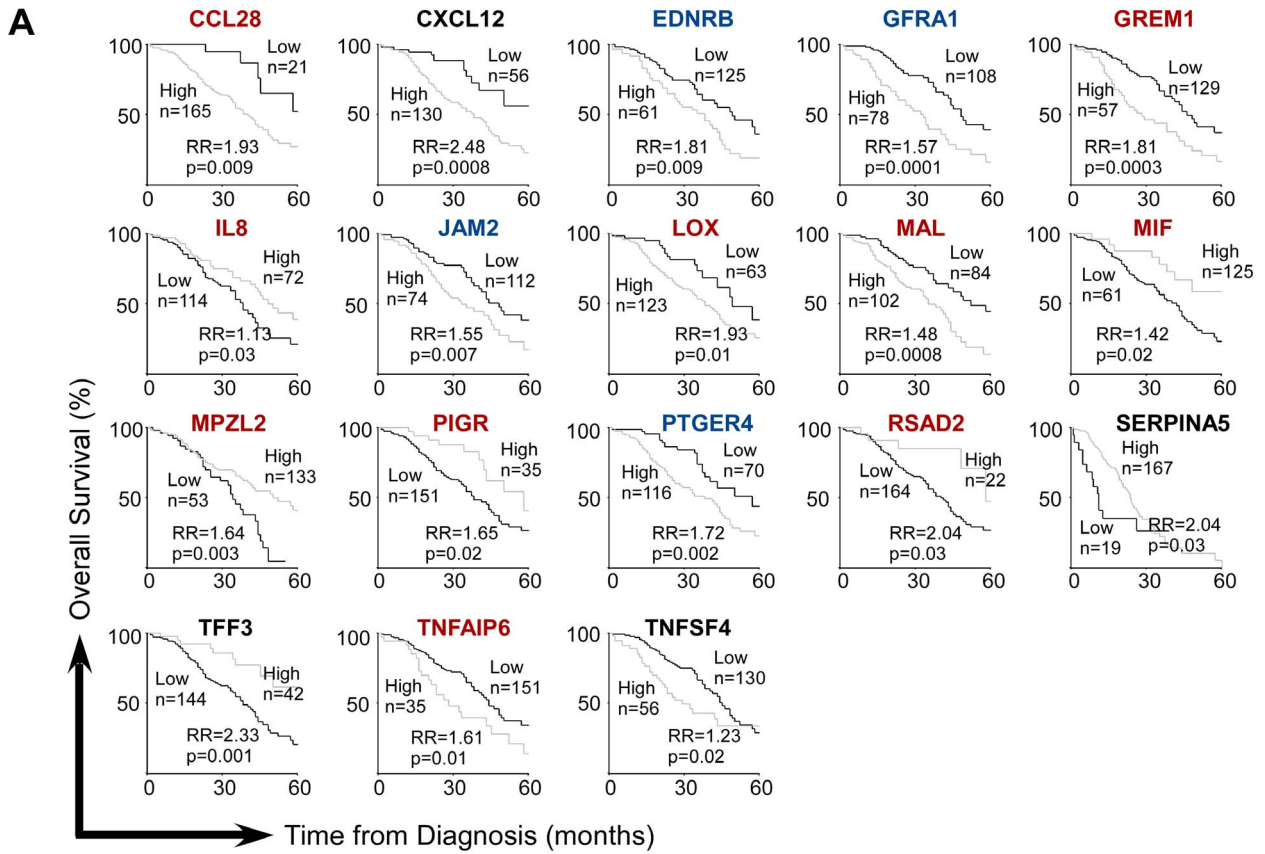 A
CCL28
100
50
Low
n=21
High
n=165
RR=1.93
p=0.009
0 30 60
CXCL12
100
50
Low
n=56
High
n=130
RR=2.48
p=0.0008
0 30 60
EDNRB
100
50
Low
n=125
High
n=61
RR=1.81
p=0.009
0 30 60
GFRA1
100
50
Low
n=108
High
n=78
RR=1.57
p=0.0001
0 30 60
GREM1
100
50
Low
n=129
High
n=57
RR=1.81
p=0.0003
0 30 60
IL8
100
50
High
n=72
Low
n=114
RR=1.13
p=0.03
0 30 60
JAM2
100
50
Low
n=112
High
n=74
RR=1.55
p=0.007
0 30 60
LOX
100
50
Low
n=63
High
n=123
RR=1.93
p=0.01
0 30 60
MAL
100
50
Low
n=84
High
n=102
RR=1.48
p=0.0008
0 30 60
MIF
100
50
High
n=125
Low
n=61
RR=1.42
p=0.02
0 30 60
MPZL2
100
50
High
n=133
Low
n=53
RR=1.64
p=0.003
0 30 60
PIGR
100
50
High
n=35
Low
n=151
RR=1.65
p=0.02
0 30 60
PTGER4
100
50
Low
n=70
High
n=116
RR=1.72
p=0.002
0 30 60
RSAD2
100
50
High
n=22
Low
n=164
RR=2.04
p=0.03
0 30 60
SERPINA5
100
50
High
n=167
Low
n=19
RR=2.04
p=0.03
0 30 60
TFF3
100
50
Low
n=144
High
n=42
RR=2.33
p=0.001
0 30 60
TNFAIP6
100
50
Low
n=151
High
n=35
RR=1.61
p=0.01
0 30 60
TNFSF4
100
50
Low
n=130
High
n=56
RR=1.23
p=0.02
0 30 60
Overall Survival (%)
Time from Diagnosis (months)